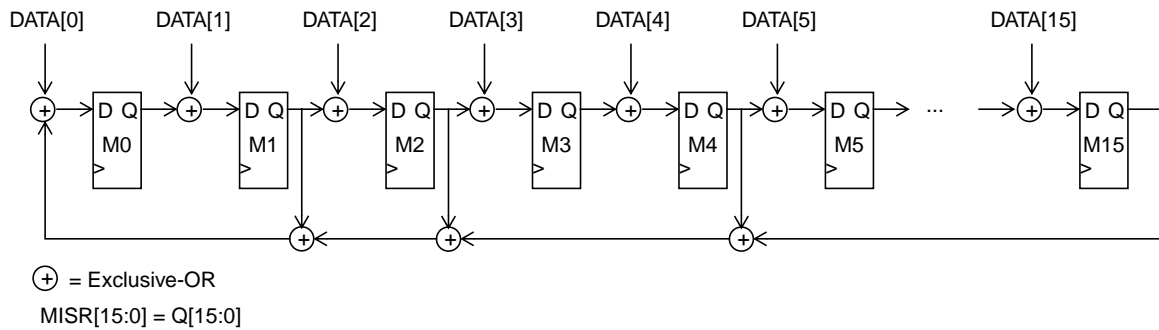 DATA[0] DATA[1] DATA[2] DATA[3] DATA[4] DATA[5] DATA[15]
+ + + + + + ... +
D Q D Q D Q D Q D Q D Q D Q
M0 M1 M2 M3 M4 M5 M15
+ + +
+ = Exclusive-OR
MISR[15:0] = Q[15:0]